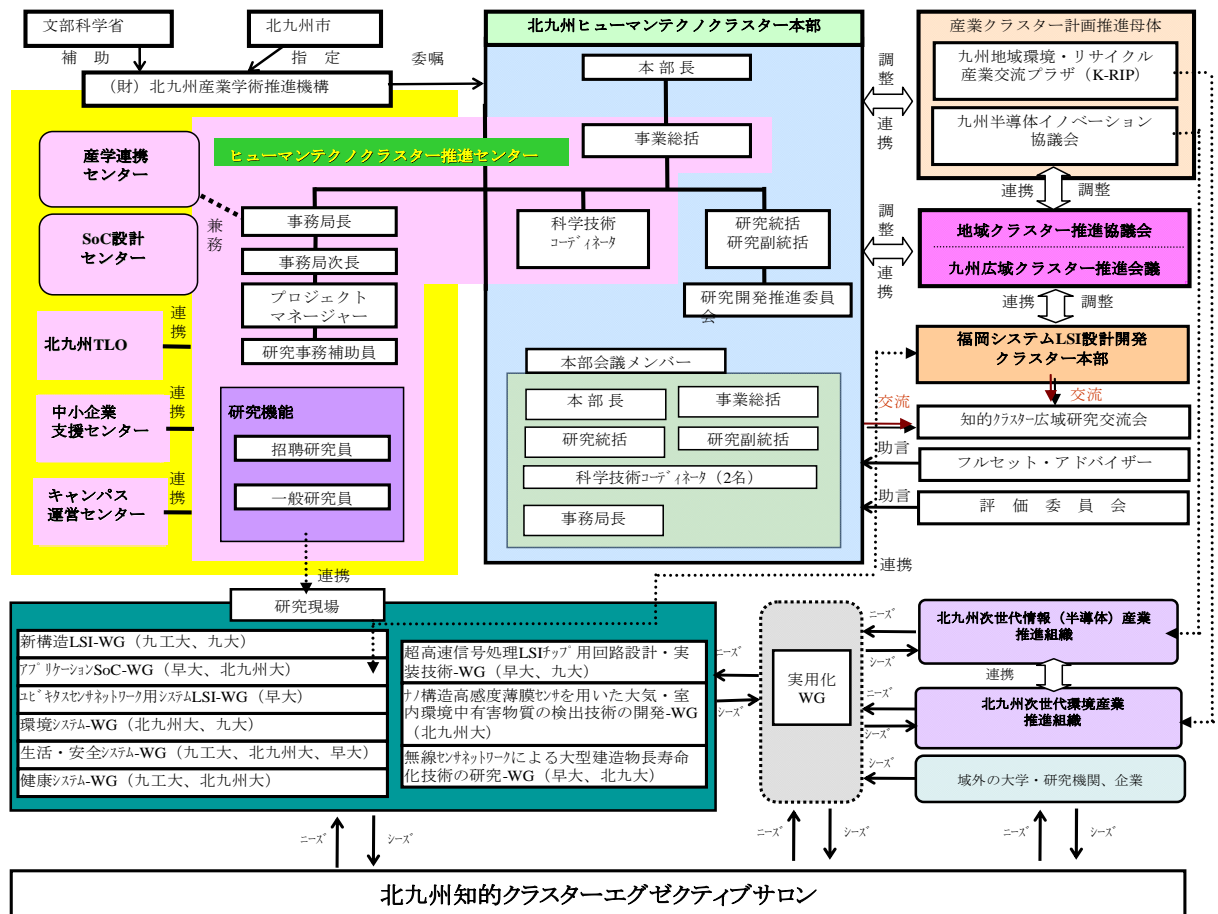 文部科学省
北九州市
補　助
指　定
委嘱
（財）北九州産業学術推進機構
北九州ヒューマンテクノクラスター本部
本 部 長
事業総括
ヒューマンテクノクラスター推進センター
産学連携
センター
SoC設計
センター
兼務
事務局長
事務局次長
プロジェクト
マネージャー
研究事務補助員
科学技術
コーディネータ
研究統括
研究副統括
研究開発推進委員
会
連携
北九州TLO
連携
中小企業
支援センター
連携
キャンパス
運営センター
研究機能
招聘研究員
一般研究員
連携
本部会議メンバー
本 部 長
事業総括
研究統括
研究副統括
科学技術コーディネータ（2名）
事務局長
調整
連携
調整
連携
産業クラスター計画推進母体
九州地域環境・リサイクル
産業交流プラザ（K-RIP）
九州半導体イノベーション
協議会
連携
調整
地域クラスター推進協議会
九州広域クラスター推進会議
連携
調整
福岡システムLSI設計開発
クラスター本部
交流
交流
知的クラスター広域研究交流会
助言
フルセット・アドバイザー
助言
評　価　委　員　会
連携
研究現場
新構造LSI-WG（九工大、九大）
アプリケーションSoC-WG（早大、北九州大）
ユビキタスセンサネットワーク用システムLSI-WG（早大）
環境システム-WG（北九州大、九大）
生活・安全システム-WG（九工大、北九州大、早大）
健康システム-WG（九工大、北九州大）
超高速信号処理LSIチップ用回路設計・実
装技術-WG（早大、九大）
ナノ構造高感度薄膜センサを用いた大気・室
内環境中有害物質の検出技術の開発-WG
（北九州大）
無線センサネットワークによる大型建造物長寿命
化技術の研究-WG（早大、北九大）
ニーズ
シーズ
実用化
WG
ニーズ
シーズ
ニーズ
シーズ
シーズ
北九州次世代情報（半導体）産業
推進組織
連携
北九州次世代環境産業
推進組織
域外の大学・研究機関、企業
ニーズ
シーズ
ニーズ
シーズ
ニーズ
シーズ
北九州知的クラスターエグゼクティブサロン